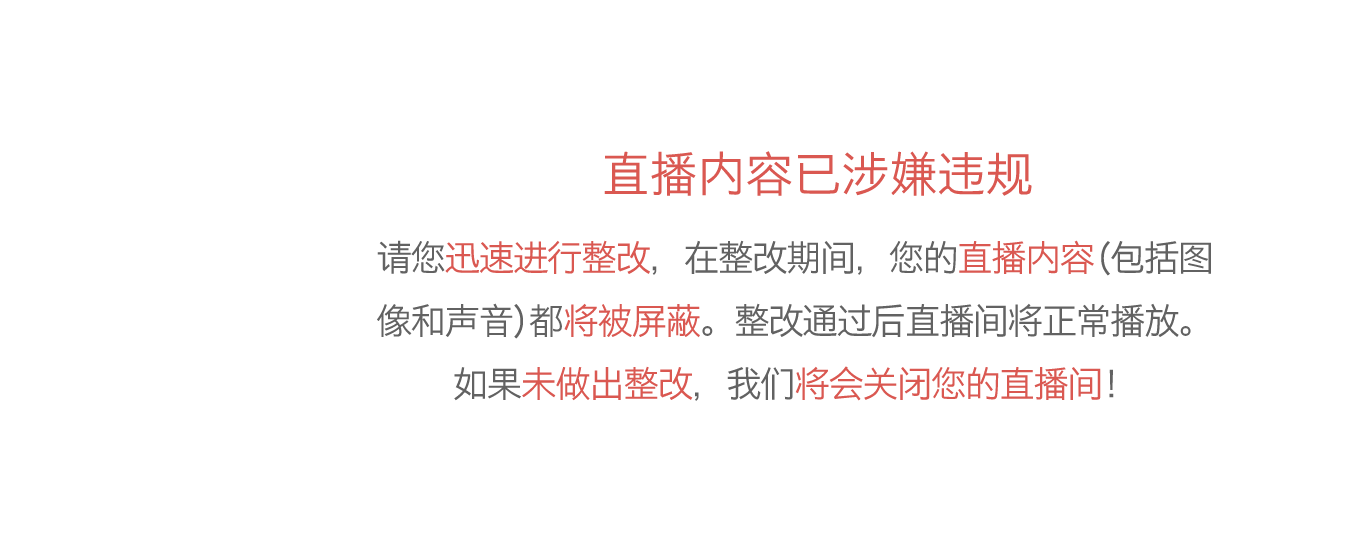 直播内容已涉嫌违规
请您迅速进行整改，在整改期间，您的直播内容(包括图
像和声音)都将被屏蔽。整改通过后直播间将正常播放。
如果未做出整改，我们将会关闭您的直播间！